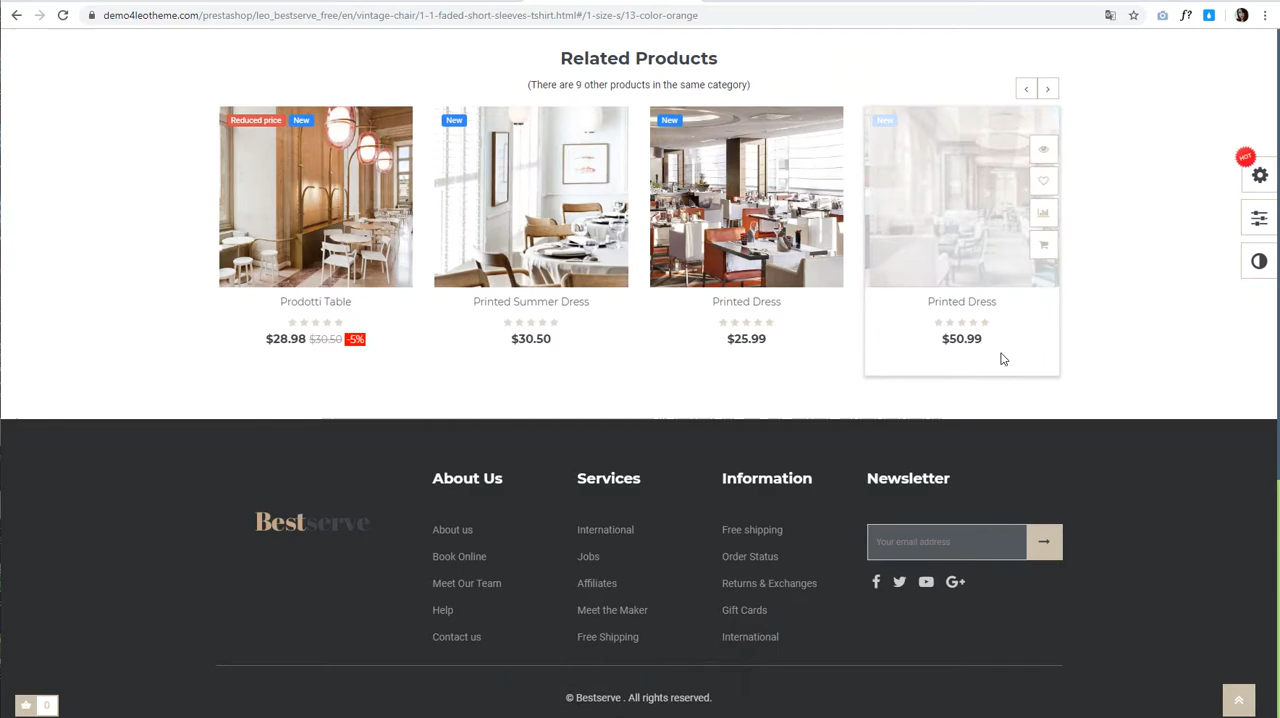 demo4leotheme.com/prestashop/leo_bestserve_free/en/vintage-chair/1-1-faded-short-sleeves-tshirt.html#/1-size-s/13-color-orange
f?
Related Products
(There are 9 other products in the same category)
Reduced price New
New
New
New
HOT
Prodotti Table
Printed Summer Dress
Printed Dress
Printed Dress
$28.98 $30.50 -5%
$30.50
$25.99
$50.99
Bestserve
About Us
About us
Book Online
Meet Our Team
Help
Contact us
Services
International
Jobs
Affiliates
Meet the Maker
Free Shipping
Information
Free shipping
Order Status
Returns & Exchanges
Gift Cards
International
Newsletter
Your email address
© Bestserve . All rights reserved.
0